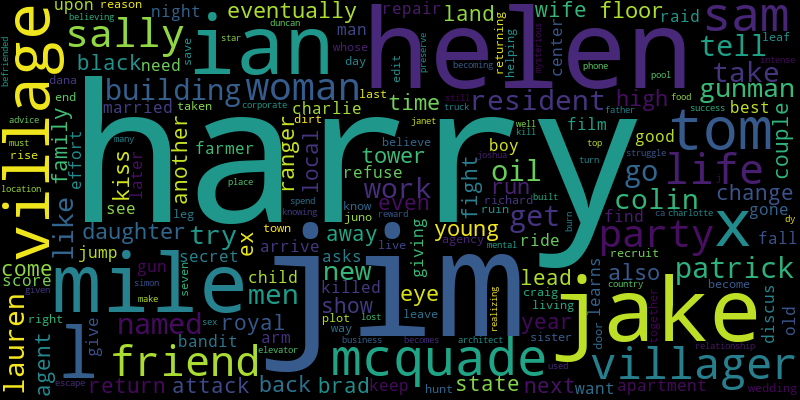 upon
reason
believing
night
eventually
land
wife
floor
raid
star
duncan
repair
sam
leaf
sally
ian
helen
man
whose
returning
helping
mysterious
center
tell
befriended
village
black
need
save
day
edit
becoming
phone
pool
take
intense
dana
building
woman
preserve
resident
high
gunman
success
married
taken
corporate
last
still
food
father
end
family
effort
another
charlie
dirt
time
truck
film
best
couple
advice
many
ranger
janet
well
kill
top
tom
good
must
rise
kiss
later
harry
local
believe
boy
joshua
turn
struggle
farmer
tower
oil
go
life
location
place
refuse
fight
colin
change
see
work
run
like
leg
know
even
richard
built
ca
charlotte
dy
daughter
try
ex
knowing
spend
juno
reward
get
ruin
find
party
x
gone
town
away
giving
young
burn
fall
jump
secret
arrive
live
agency
mental
ride
recruit
come
score
mile
gun
seven
child
asks
new
jim
lead
also
patrick
men
killed
eye
craig
living
learns
door
country
become
given
l
simon
make
show
plot
lost
way
leave
realizing
jake
together
discus
old
lauren
right
give
named
sex
royal
arm
year
agent
bandit
elevator
friend
business
becomes
architect
mcquade
sister
relationship
villager
escape
return
attack
back
brad
keep
hunt
state
next
used
want
apartment
wedding